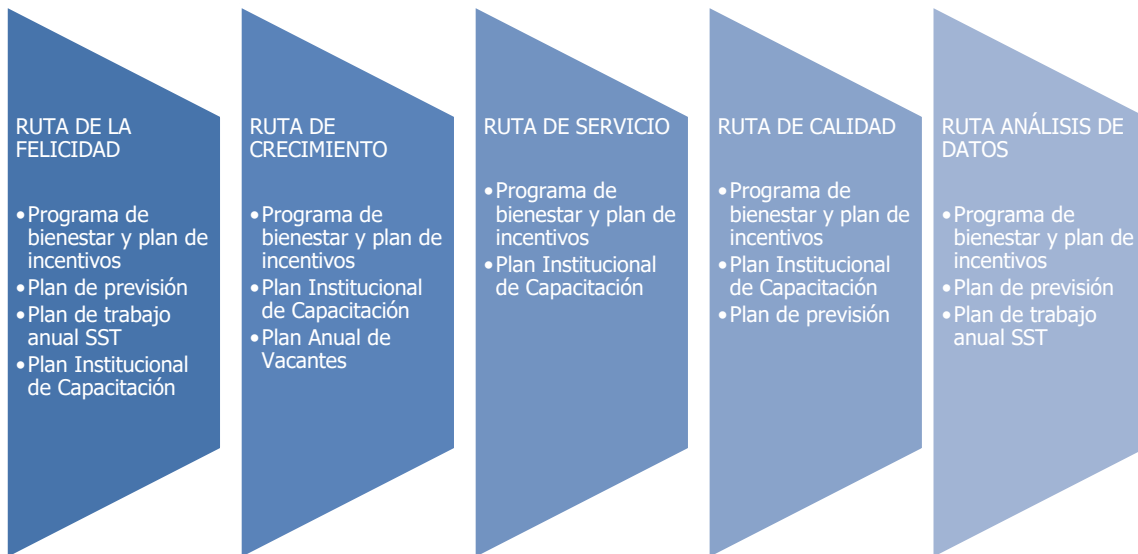 RUTA DE LA
FELICIDAD
•Programa de
bienestar y plan de
incentivos
•Plan de previsión
•Plan de trabajo
anual SST
•Plan Institucional
de Capacitación
RUTA DE
CRECIMIENTO
•Programa de
bienestar y plan de
incentivos
•Plan Institucional
de Capacitación
•Plan Anual de
Vacantes
RUTA DE SERVICIO
•Programa de
bienestar y plan de
incentivos
•Plan Institucional
de Capacitación
RUTA DE CALIDAD
•Programa de
bienestar y plan de
incentivos
•Plan Institucional
de Capacitación
•Plan de previsión
RUTA ANÁLISIS DE
DATOS
•Programa de
bienestar y plan de
incentivos
•Plan de previsión
•Plan de trabajo
anual SST